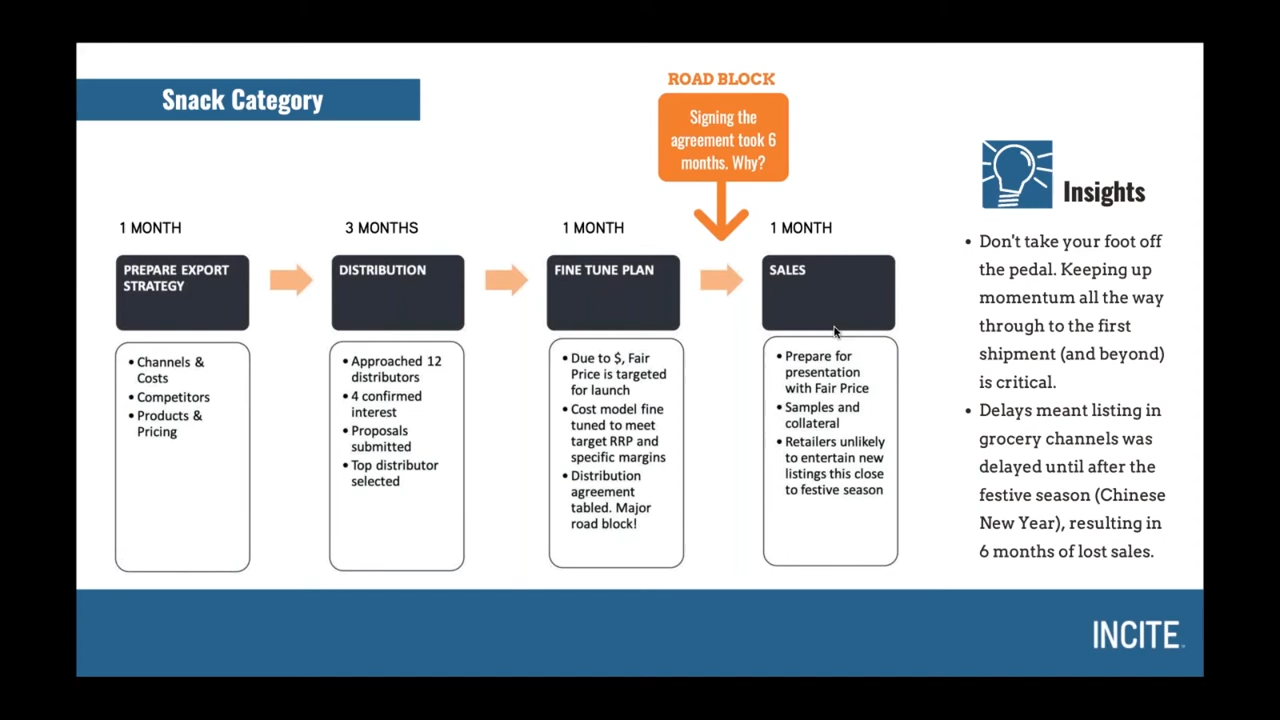 Snack Category
ROAD BLOCK
Signing the
agreement took 6
months. Why?
1 MONTH
PREPARE EXPORT
STRATEGY
• Channels &
Costs
• Competitors
• Products &
Pricing
3 MONTHS
DISTRIBUTION
• Approached 12
distributors
• 4 confirmed
interest
• Proposals
submitted
• Top distributor
selected
1 MONTH
FINE TUNE PLAN
• Due to $, Fair
Price is targeted
for launch
• Cost model fine
tuned to meet
target RRP and
specific margins
• Distribution
agreement
tabled. Major
road block!
1 MONTH
SALES
• Prepare for
presentation
with Fair Price
• Samples and
collateral
• Retailers unlikely
to entertain new
listings this close
to festive season
Insights
• Don't take your foot off
the pedal. Keeping up
momentum all the way
through to the first
shipment (and beyond)
is critical.
• Delays meant listing in
grocery channels was
delayed until after the
festive season (Chinese
New Year), resulting in
6 months of lost sales.
INCITE